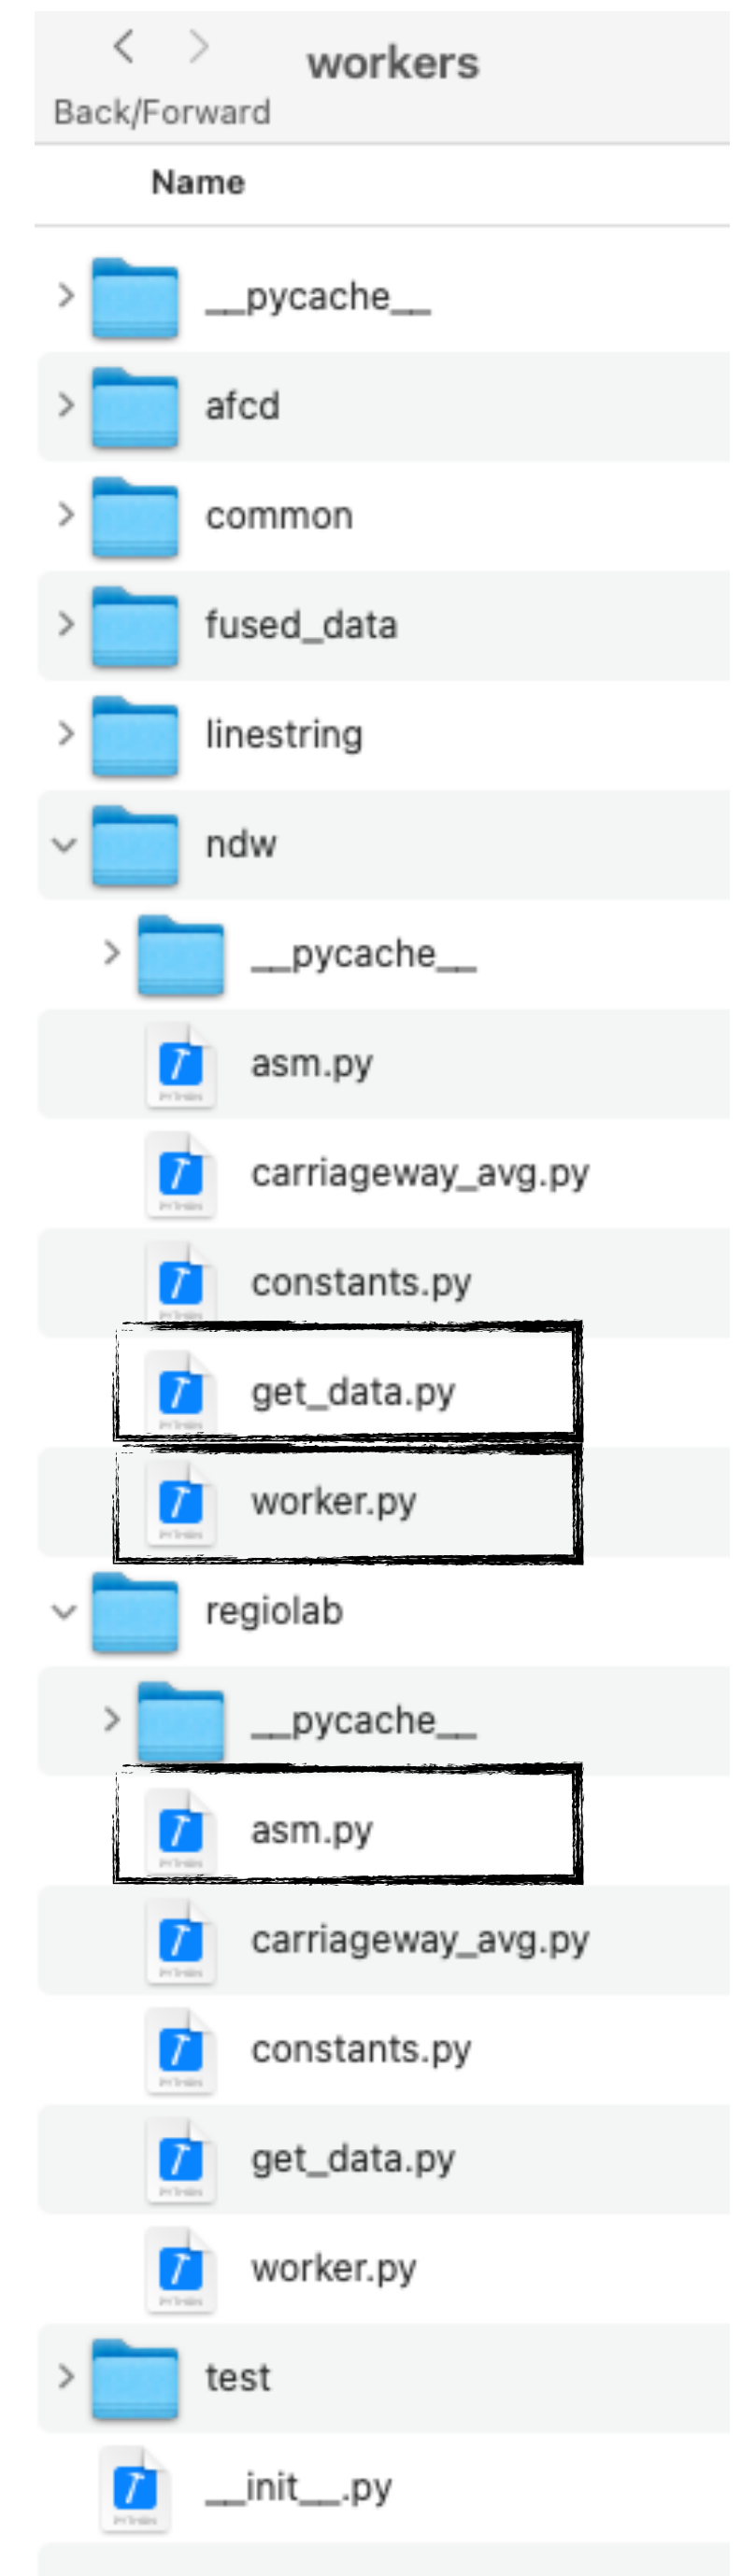 workers
Back/Forward
Name
__pycache__
afcd
common
fused_data
linestring
ndw
__pycache__
asm.py
carriageway_avg.py
constants.py
get_data.py
worker.py
regiolab
__pycache__
asm.py
carriageway_avg.py
constants.py
get_data.py
worker.py
test
__init__.py